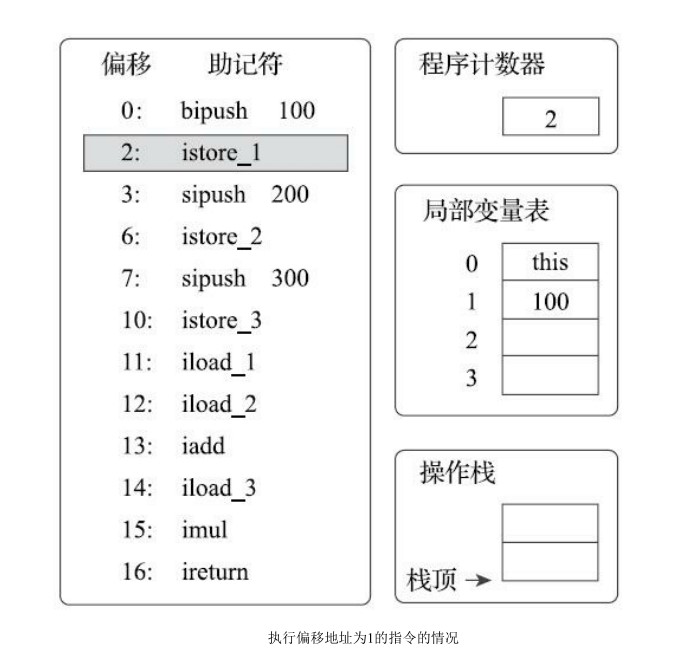 偏移 助记符
0: bipush 100
2: istore_1
3: sipush 200
6: istore_2
7: sipush 300
10: istore_3
11: iload_1
12: iload_2
13: iadd
14: iload_3
15: imul
16: ireturn
程序计数器
2
局部变量表
0 this
1 100
2
3
操作栈
栈顶
执行偏移地址为1的指令的情况